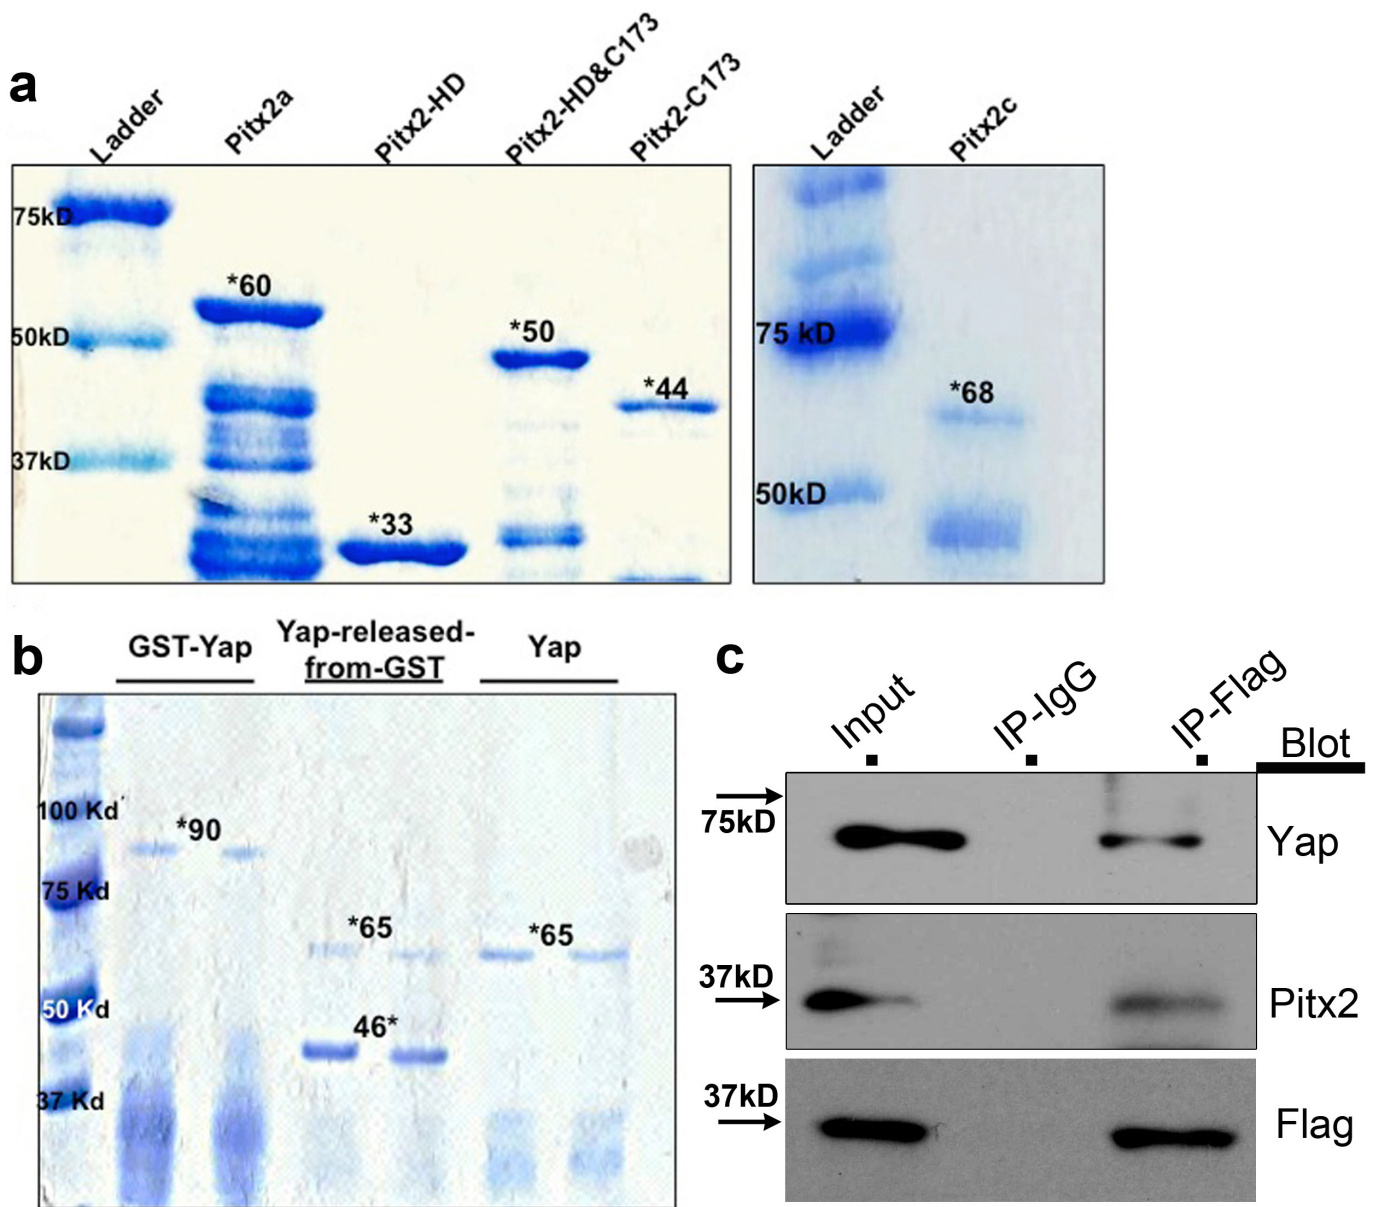 a
Ladder
Pitx2a
Pitx2-HD
Pitx2-HD&C173
Pitx2-C173
75kD
50kD
37kD
*60
*33
*50
*44
Ladder
Pitx2c
75 kD
50kD
*68
b
GST-Yap
Yap-released-
from-GST
Yap
100 Kd
75 Kd
50 Kd
37 Kd
*90
*65
46*
*65
c
Input
IP-IgG
IP-Flag
Blot
75kD
Yap
37kD
Pitx2
37kD
Flag